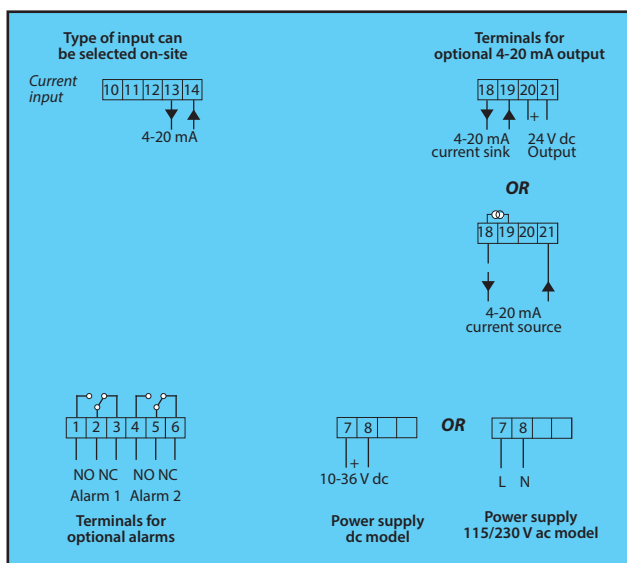 Type of input can
be selected on-site
Current
input
10 11 12 13 14
4-20 mA
Terminals for
optional 4-20 mA output
18 19 20 21
+
4-20 mA
current sink
24 V dc
Output
OR
18 19 20 21
4-20 mA
current source
1 2 3 4 5 6
NO NC NO NC
Alarm 1 Alarm 2
Terminals for
optional alarms
7 8
+
10-36 V dc
Power supply
dc model
OR
7 8
L N
Power supply
115/230 V ac model